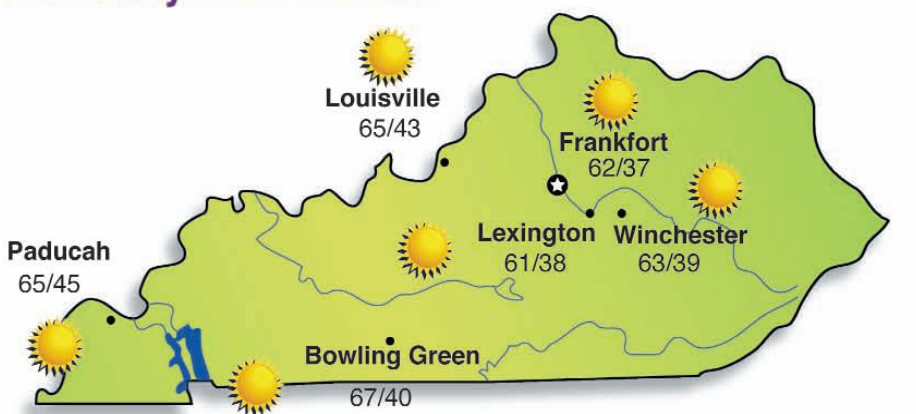 Louisville
65/43
Frankfort
62/37
Lexington
61/38
Winchester
63/39
Paducah
65/45
Bowling Green
67/40